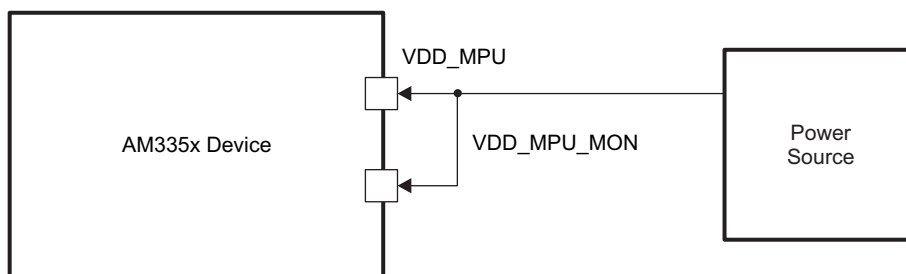 VDD_MPU
AM335x Device
VDD_MPU_MON
Power
Source